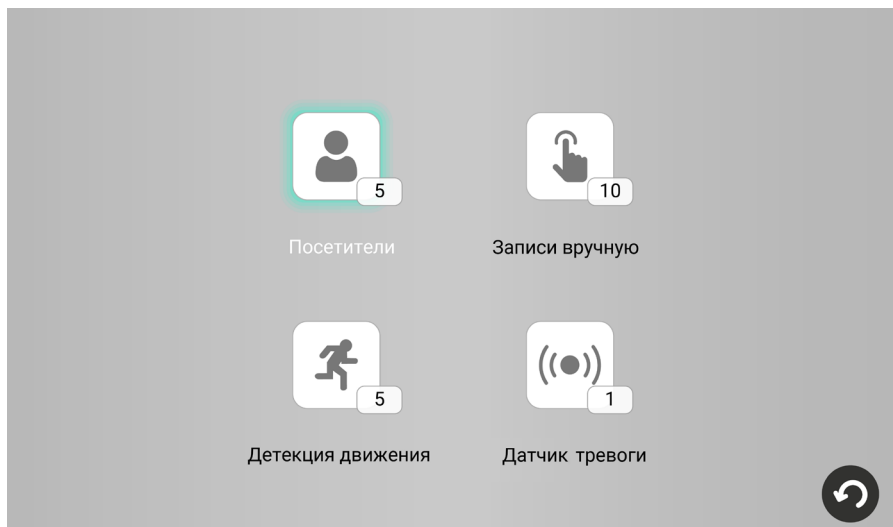 5
10
Посетители
Записи вручную
5
1
Детекция движения
Датчик тревоги